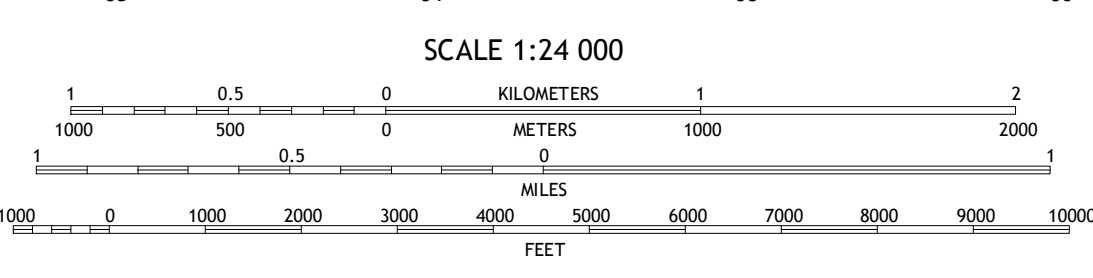 SCALE 1:24 000
1 0.5 0 KILOMETERS 1 2
1000 500 0 METERS 1000 2000
1 0.5 0 1
MILES
1000 0 1000 2000 3000 4000 5000 6000 7000 8000 9000 10000
FEET